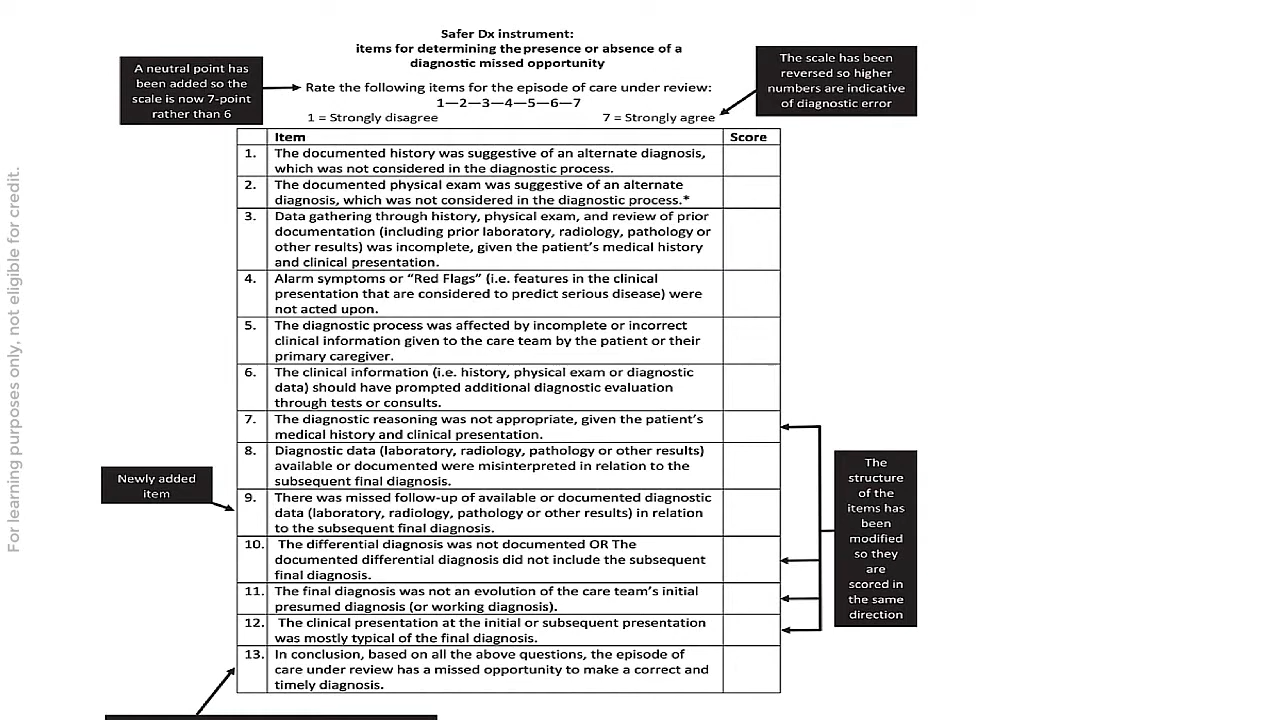 Safer Dx instrument:
items for determining the presence or absence of a
diagnostic missed opportunity
A neutral point has
been added so the
scale is now 7-point
rather than 6
The scale has been
reversed so higher
numbers are indicative
of diagnostic error
Rate the following items for the episode of care under review:
1—2—3—4—5—6—7
1 = Strongly disagree 7 = Strongly agree
Item Score
1. The documented history was suggestive of an alternate diagnosis,
which was not considered in the diagnostic process.
2. The documented physical exam was suggestive of an alternate
diagnosis, which was not considered in the diagnostic process.*
3. Data gathering through history, physical exam, and review of prior
documentation (including prior laboratory, radiology, pathology or
other results) was incomplete, given the patient's medical history
and clinical presentation.
4. Alarm symptoms or “Red Flags” (i.e. features in the clinical
presentation that are considered to predict serious disease) were
not acted upon.
5. The diagnostic process was affected by incomplete or incorrect
clinical information given to the care team by the patient or their
primary caregiver.
6. The clinical information (i.e. history, physical exam or diagnostic
data) should have prompted additional diagnostic evaluation
through tests or consults.
7. The diagnostic reasoning was not appropriate, given the patient's
medical history and clinical presentation.
8. Diagnostic data (laboratory, radiology, pathology or other results)
available or documented were misinterpreted in relation to the
subsequent final diagnosis.
9. There was missed follow-up of available or documented diagnostic
data (laboratory, radiology, pathology or other results) in relation
to the subsequent final diagnosis.
10. The differential diagnosis was not documented OR The
documented differential diagnosis did not include the subsequent
final diagnosis.
11. The final diagnosis was not an evolution of the care team's initial
presumed diagnosis (or working diagnosis).
12. The clinical presentation at the initial or subsequent presentation
was mostly typical of the final diagnosis.
13. In conclusion, based on all the above questions, the episode of
care under review has a missed opportunity to make a correct and
timely diagnosis.
Newly added
item
The
structure
of the
items has
been
modified
so they
are
scored in
the same
direction
For learning purposes only, not eligible for credit.